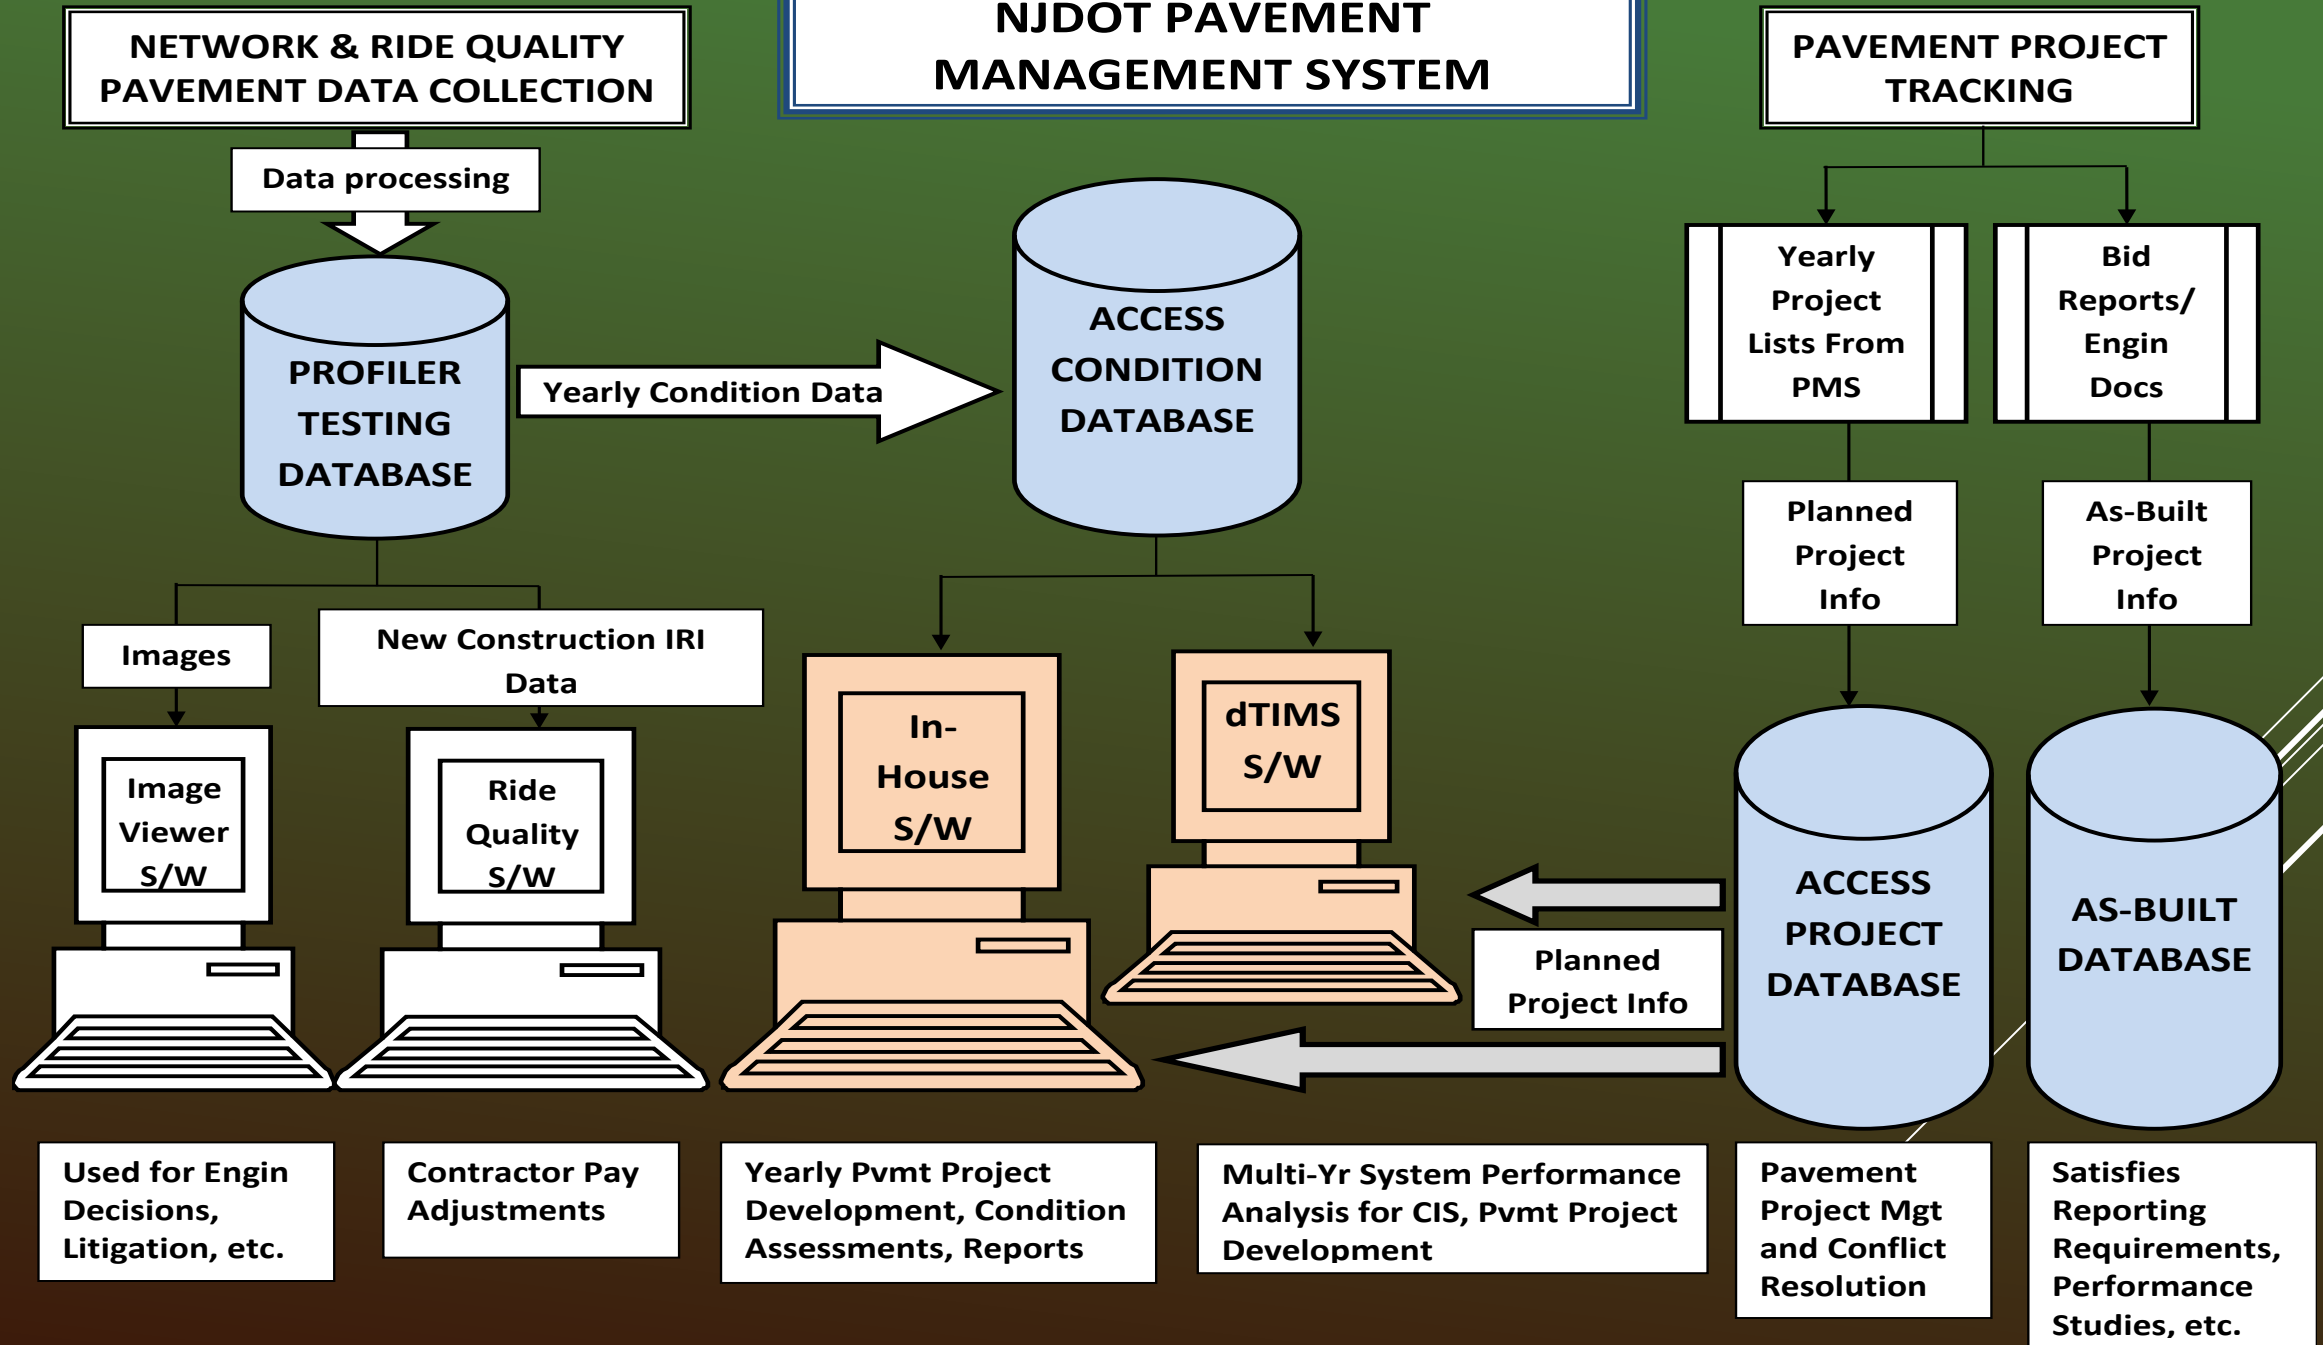 NETWORK & RIDE QUALITY
PAVEMENT DATA COLLECTION
NJDOT PAVEMENT
MANAGEMENT SYSTEM
PAVEMENT PROJECT
TRACKING
Data processing
PROFILER
TESTING
DATABASE
Yearly Condition Data
ACCESS
CONDITION
DATABASE
Yearly
Project
Lists From
PMS
Bid
Reports/
Engin
Docs
Planned
Project
Info
As-Built
Project
Info
Images
New Construction IRI
Data
Image
Viewer
S/W
Ride
Quality
S/W
In-
House
S/W
dTIMS
S/W
Planned
Project Info
ACCESS
PROJECT
DATABASE
AS-BUILT
DATABASE
Used for Engin
Decisions,
Litigation, etc.
Contractor Pay
Adjustments
Yearly Pvmt Project
Development, Condition
Assessments, Reports
Multi-Yr System Performance
Analysis for CIS, Pvmt Project
Development
Pavement
Project Mgt
and Conflict
Resolution
Satisfies
Reporting
Requirements,
Performance
Studies, etc.